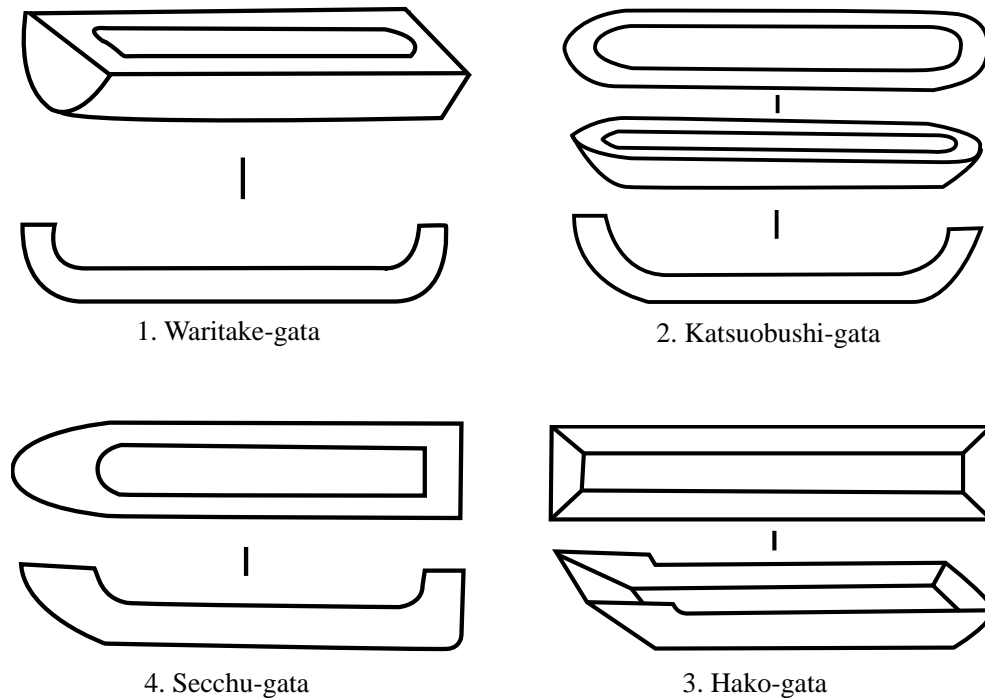 1. Waritake-gata
2. Katsuobushi-gata
4. Secchu-gata
3. Hako-gata